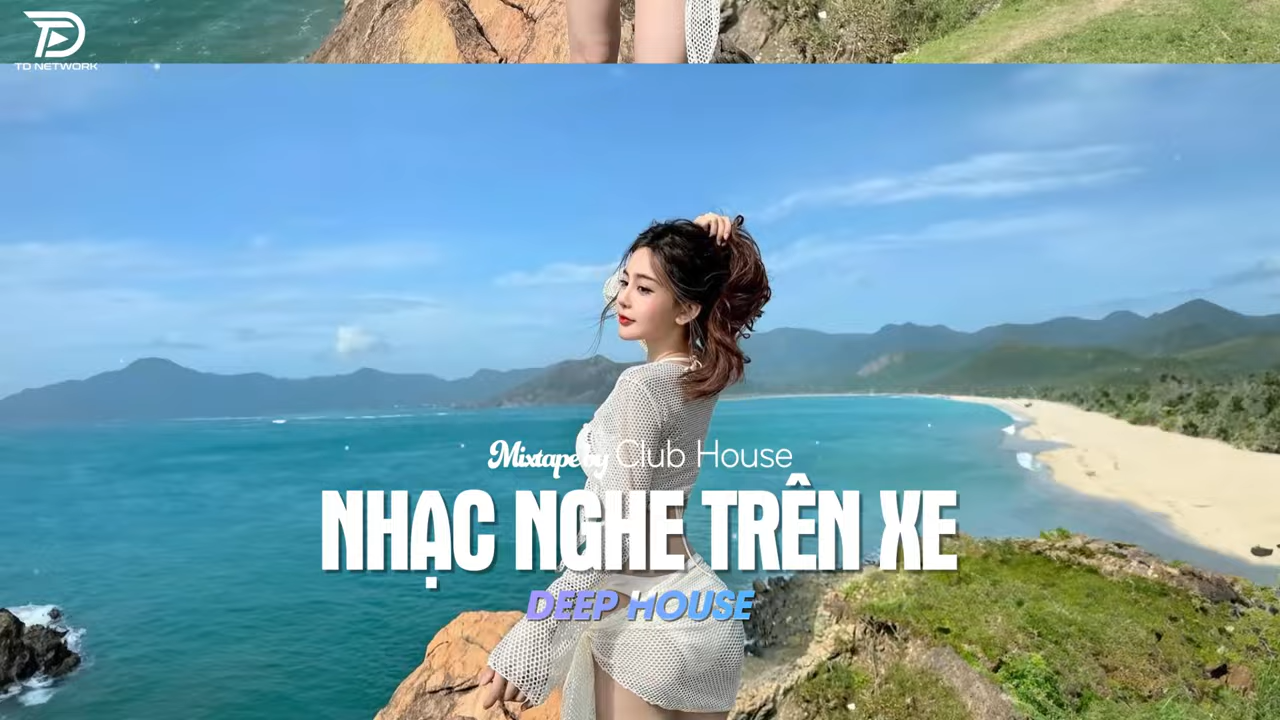 TD NETWORK
Mixtape by Club House
NHẠC NGHE TRÊN XE
DEEP HOUSE